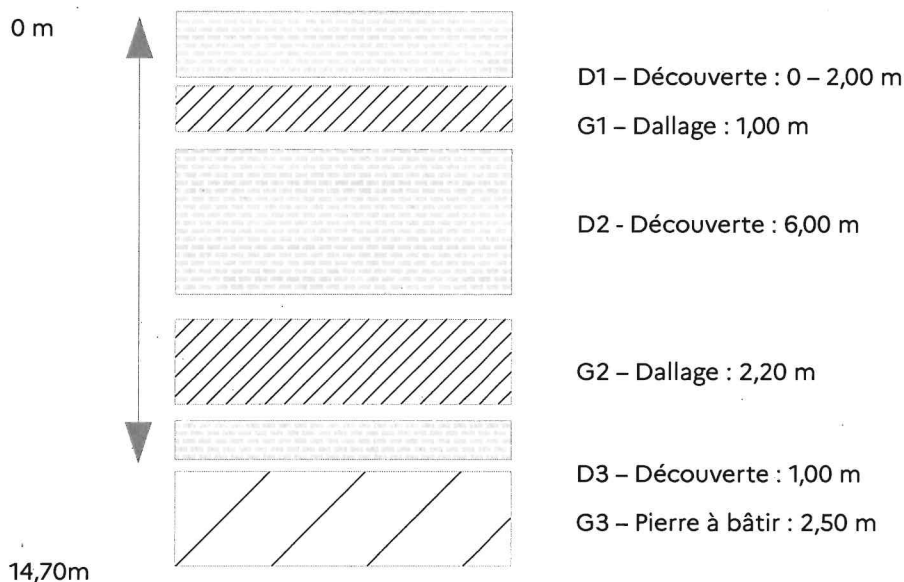 0 m
D1 – Découverte : 0 – 2,00 m
G1 – Dallage : 1,00 m
D2 - Découverte : 6,00 m
G2 – Dallage : 2,20 m
D3 – Découverte : 1,00 m
G3 – Pierre à bâtir : 2,50 m
14,70m